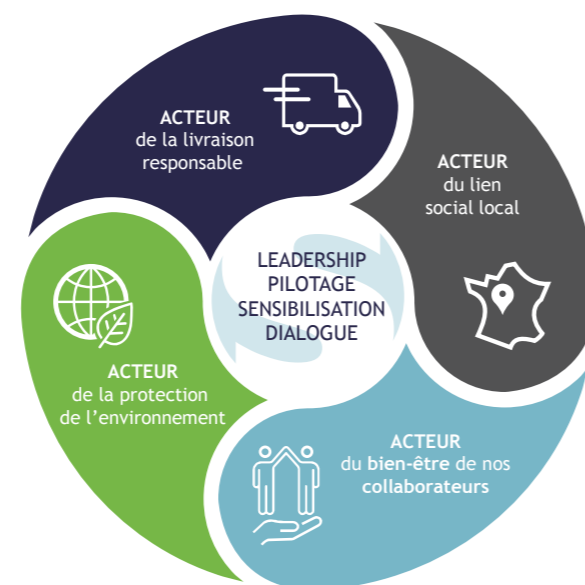 ACTEUR
de la livraison
responsable
ACTEUR
du lien
social local
LEADERSHIP
PILOTAGE
SENSIBILISATION
DIALOGUE
ACTEUR
de la protection
de l'environnement
ACTEUR
du bien-être de nos
collaborateurs